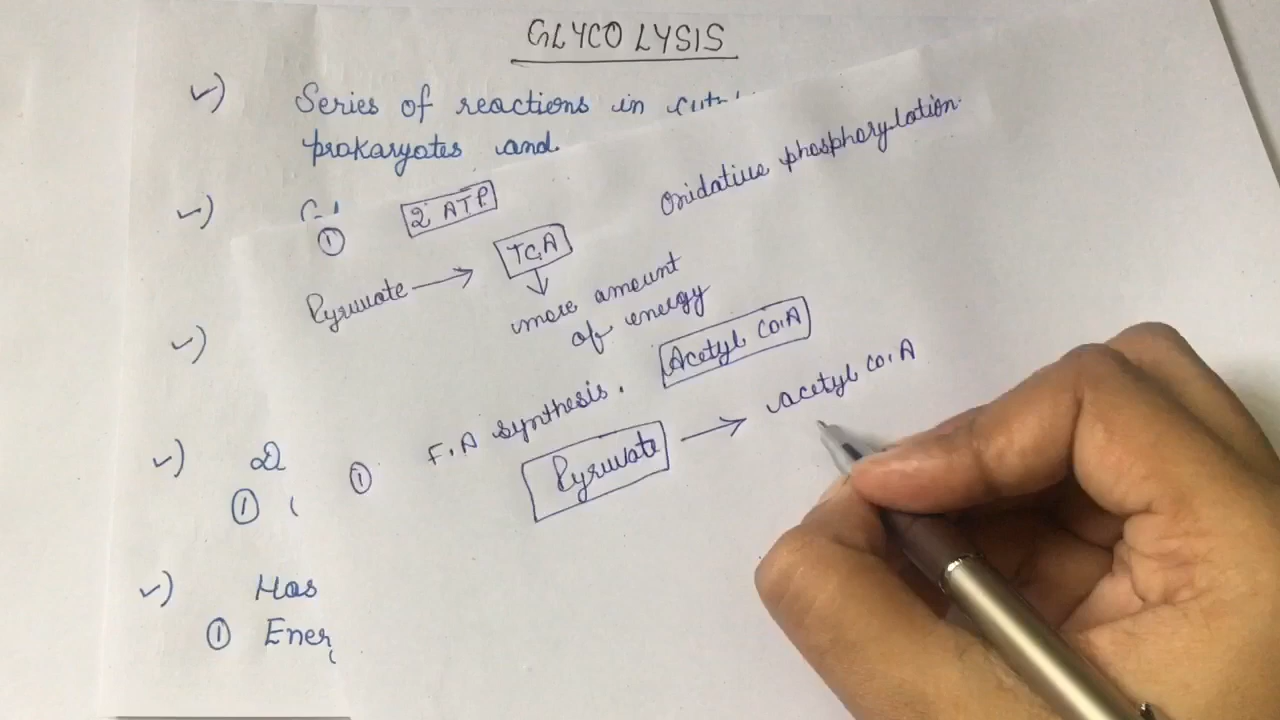 GLYCOLYSIS
Series of reactions in
prokaryotes and
Oxidative phosphorylation
① 2 ATP
Pyruvate → TCA
more amount
of energy
F.A synthesis. Acetyl CO.A
① Pyruvate → acetyl CO.A
①
Has
① Ener